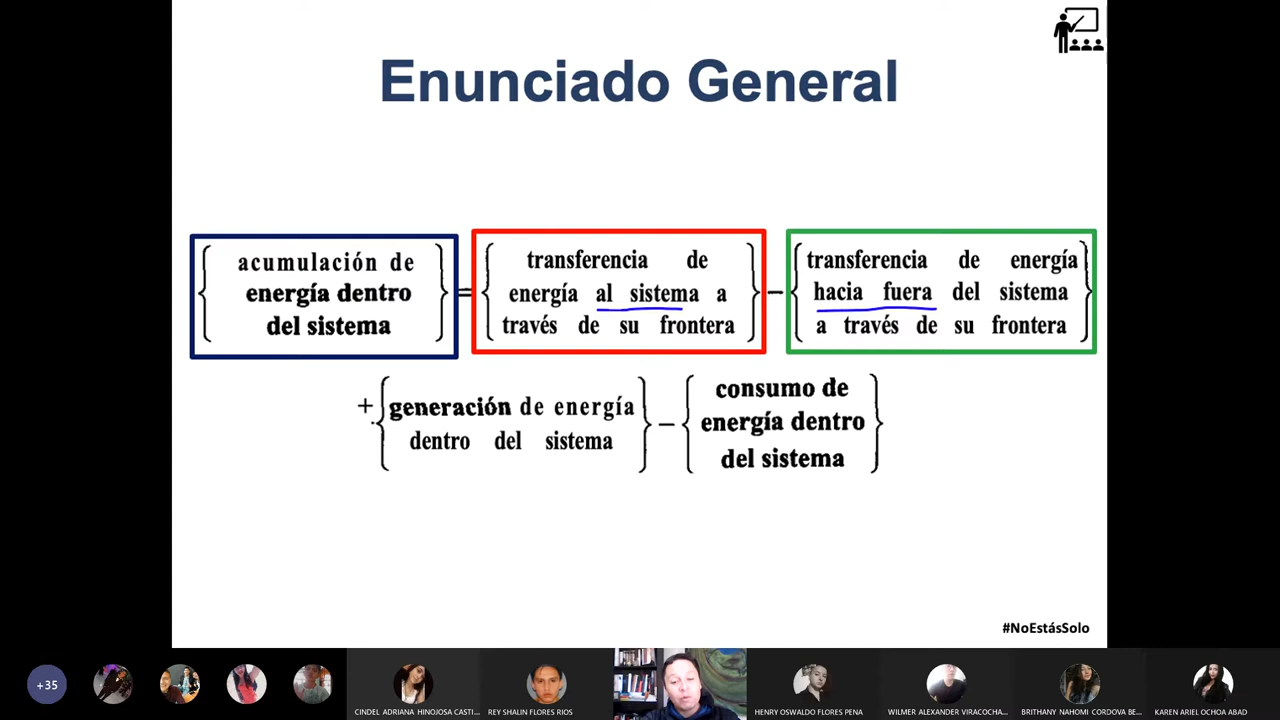 Enunciado General
acumulación de
energía dentro
del sistema
=
transferencia de
energía al sistema a
través de su frontera
−
transferencia de energía
hacia fuera del sistema
a través de su frontera
+
generación de energía
dentro del sistema
−
consumo de
energía dentro
del sistema
#NoEstásSolo
+35
CINDEL ADRIANA HINOJOSA CASTI...
REY SHALIN FLORES RIOS
HENRY OSWALDO FLORES PENA
WILMER ALEXANDER VIRACOCHA...
BRITHANY NAHOMI CORDOVA BE...
KAREN ARIEL OCHOA ABAD